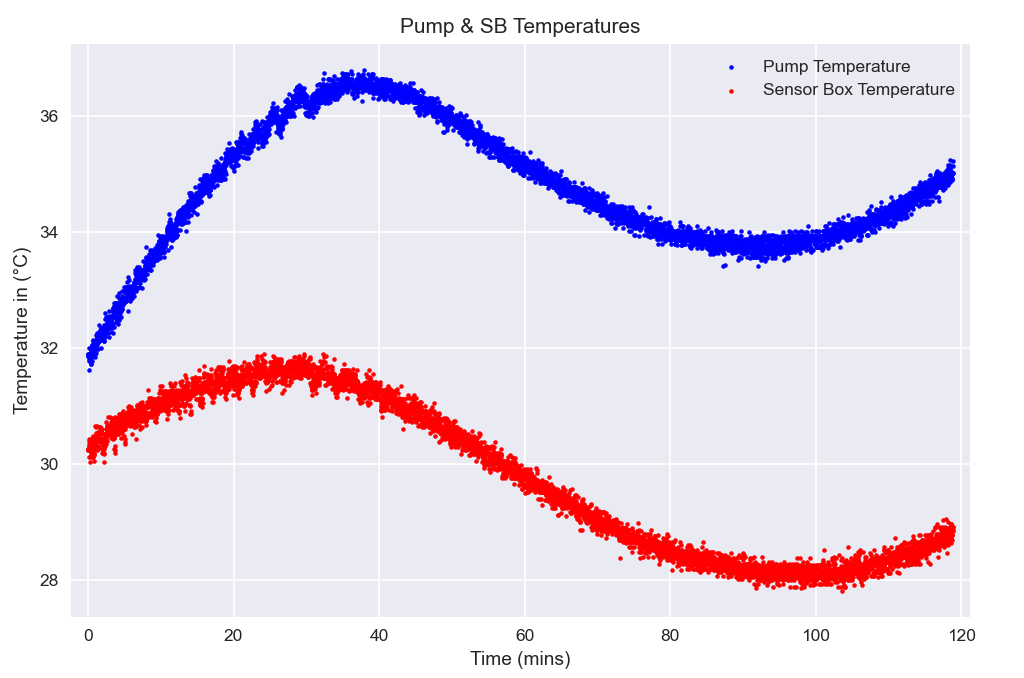 Pump & SB Temperatures
Pump Temperature
Sensor Box Temperature
Temperature in (°C)
36
34
32
30
28
0 20 40 60 80 100 120
Time (mins)